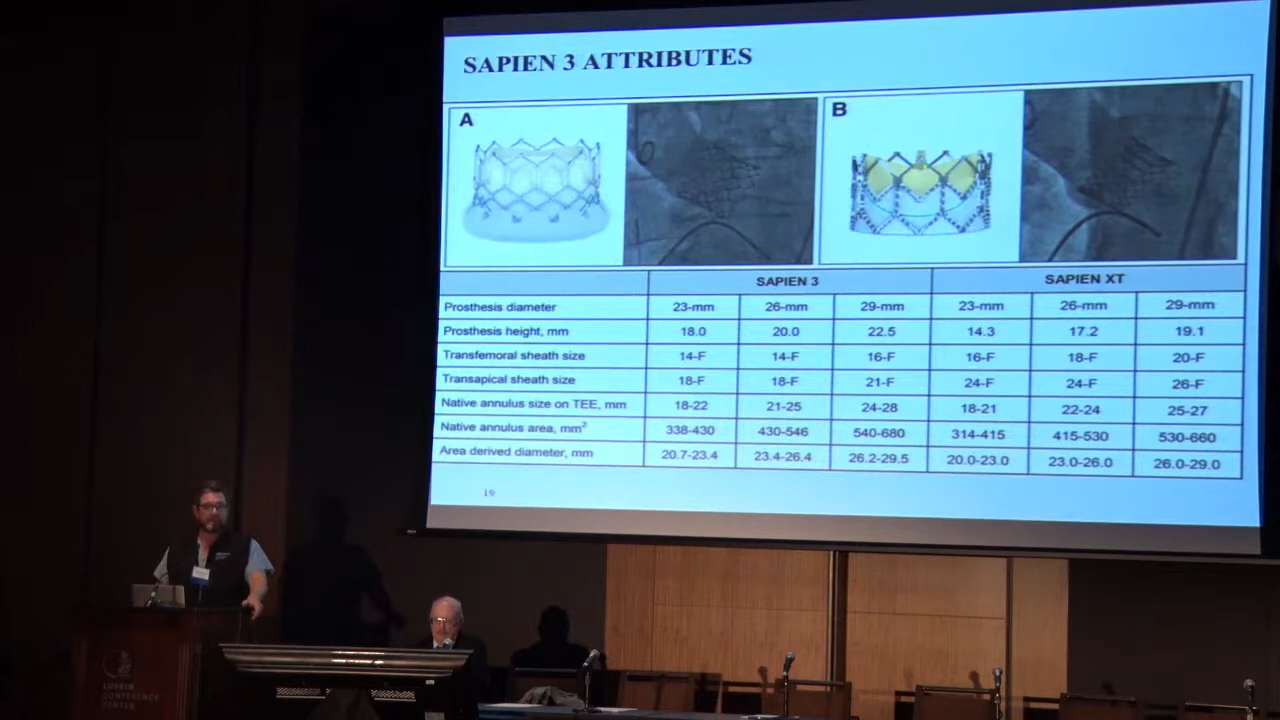 SAPIEN 3 ATTRIBUTES
A
B
SAPIEN 3 SAPIEN XT
Prosthesis diameter 23-mm 26-mm 29-mm 23-mm 26-mm 29-mm
Prosthesis height, mm 18.0 20.0 22.5 14.3 17.2 19.1
Transfemoral sheath size 14-F 14-F 16-F 16-F 18-F 20-F
Transapical sheath size 18-F 18-F 21-F 24-F 24-F 26-F
Native annulus size on TEE, mm 18-22 21-25 24-28 18-21 22-24 25-27
Native annulus area, mm² 338-430 430-546 540-680 314-415 415-530 530-660
Area derived diameter, mm 20.7-23.4 23.4-26.4 26.2-29.5 20.0-23.0 23.0-26.0 26.0-29.0
19
LUSKIN
CONFERENCE
CENTER